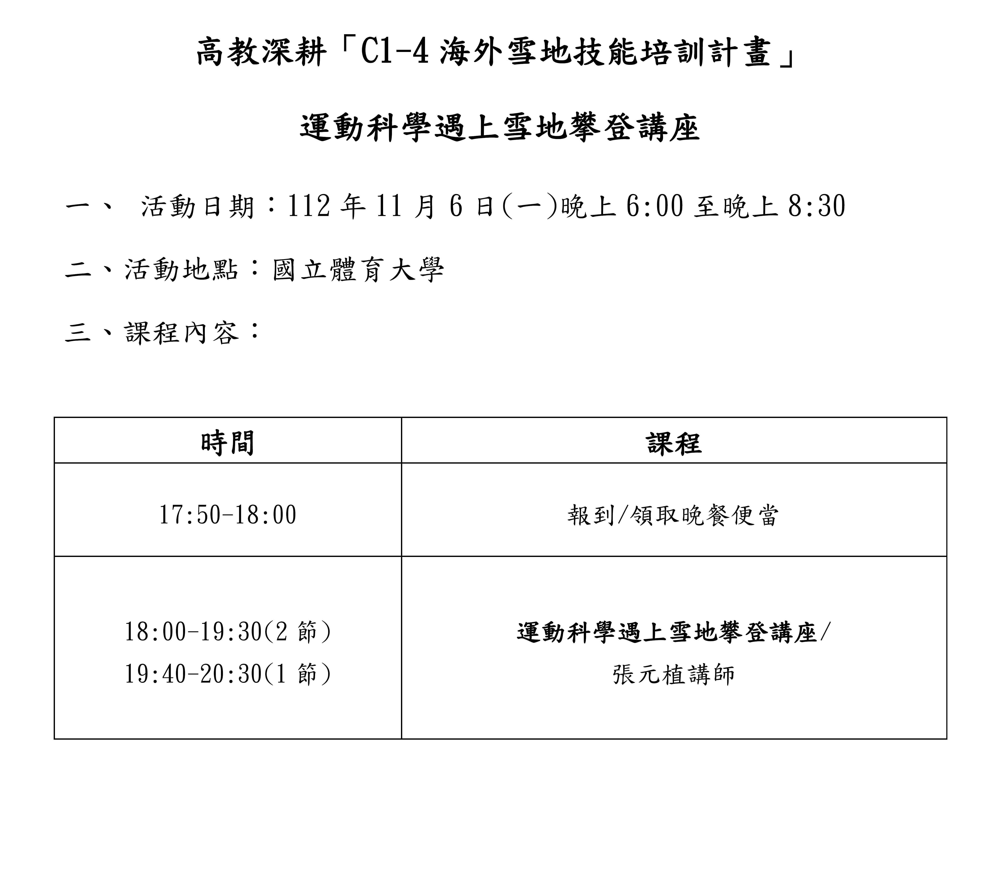 高教深耕「C1-4 海外雪地技能培訓計畫」
運動科學遇上雪地攀登講座
一、 活動日期：112 年 11 月 6 日(一)晚上 6:00 至晚上 8:30
二、活動地點：國立體育大學
三、課程內容：
時間 課程
17:50-18:00 報到/領取晚餐便當
18:00-19:30(2 節)
19:40-20:30(1 節)
運動科學遇上雪地攀登講座/
張元植講師